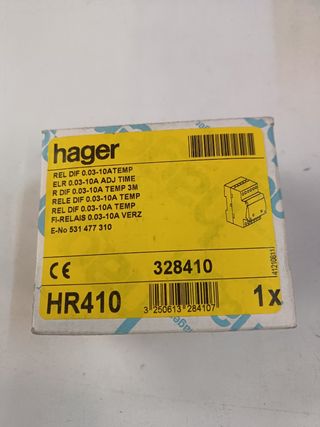 hager
REL DIF 0.03-10ATEMP
ELR 0.03-10A ADJ TIME
R DIF 0.03-10A TEMP 3M
RELE DIF 0.03-10A TEMP
REL DIF 0.03-10A TEMP
FI-RELAIS 0.03-10A VERZ
E-No 531 477 310
CE
328410
HR410
3 250613 284107
1x